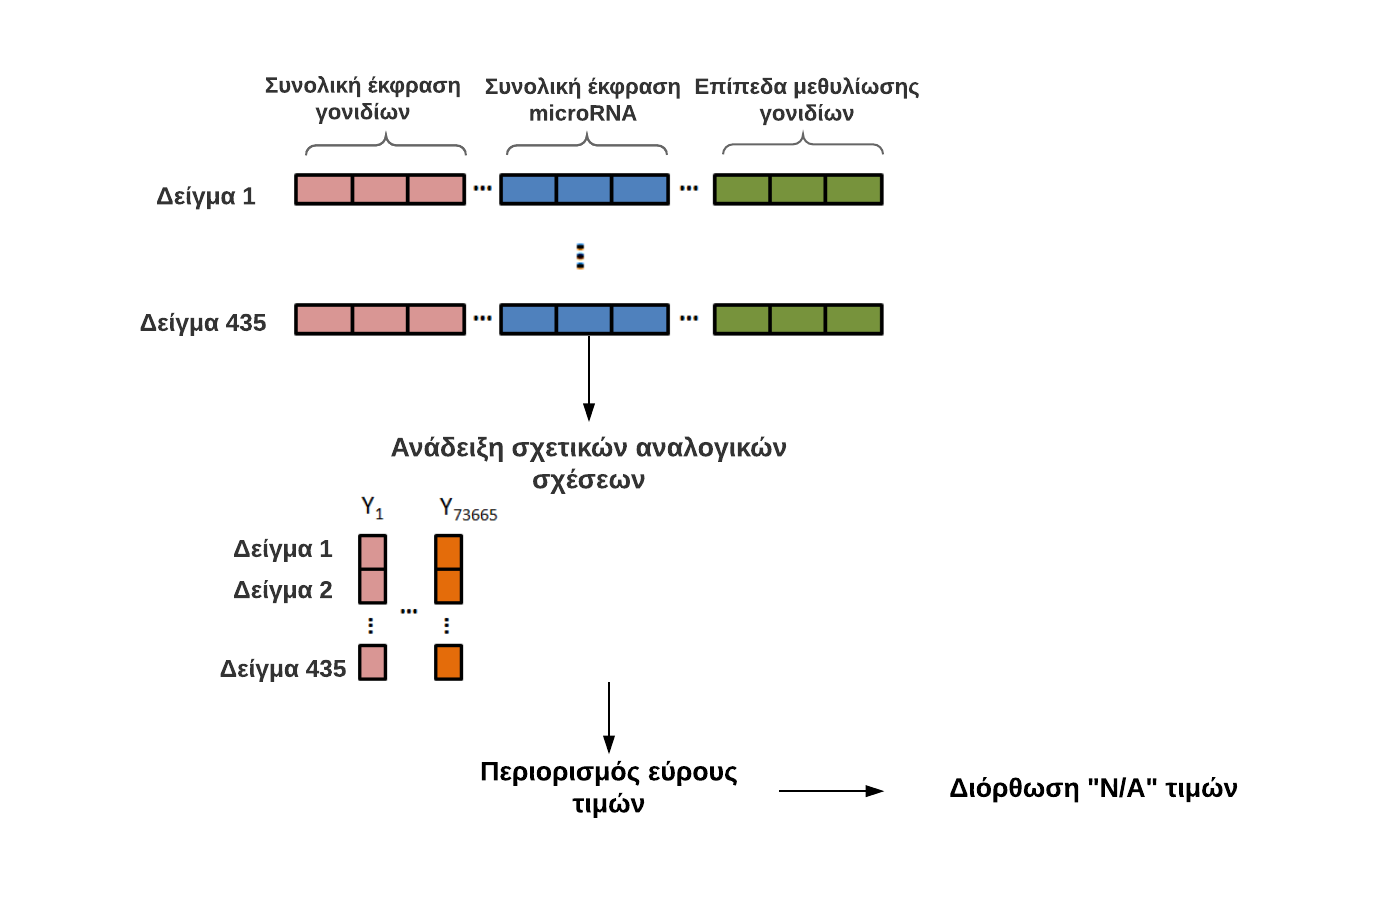 Συνολική έκφραση
γονιδίων
Συνολική έκφραση
microRNA
Επίπεδα μεθυλίωσης
γονιδίων
Δείγμα 1
...
...
Δείγμα 435
...
...
Ανάδειξη σχετικών αναλογικών
σχέσεων
Y1
Y73665
Δείγμα 1
Δείγμα 2
...
Δείγμα 435
Περιορισμός εύρους
τιμών
Διόρθωση "N/A" τιμών